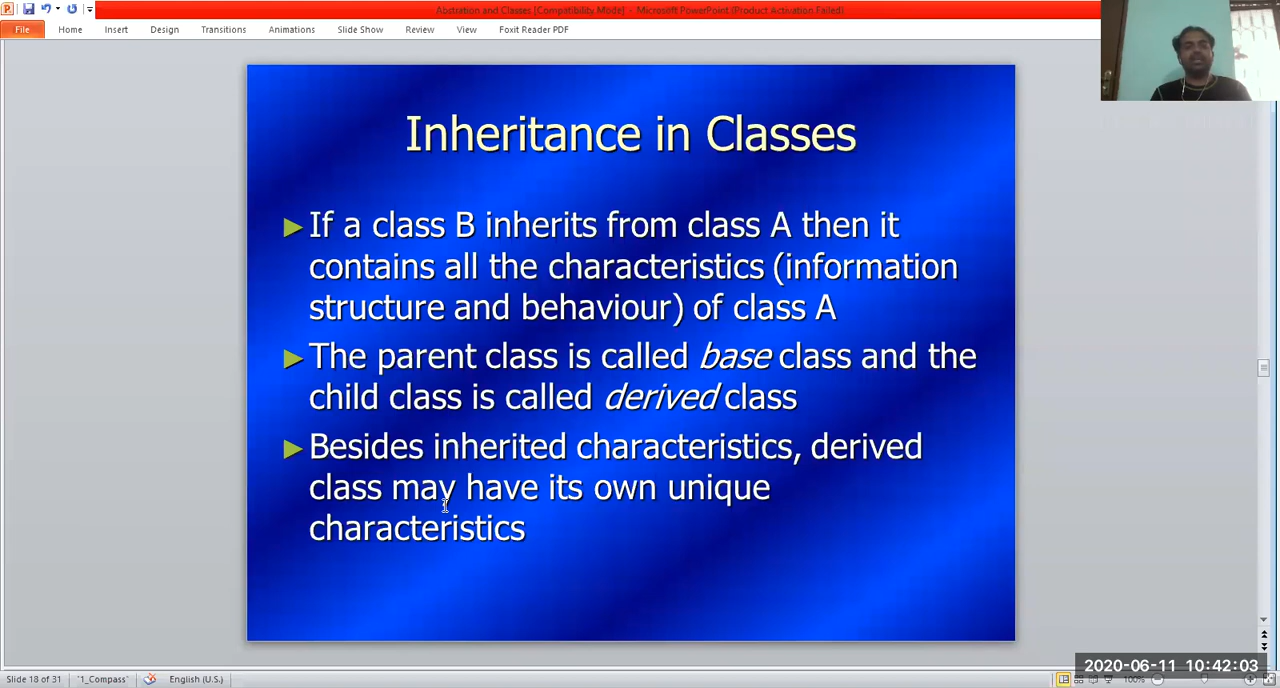 Abstration and Classes [Compatibility Mode] - Microsoft PowerPoint (Product Activation Failed)
File Home Insert Design Transitions Animations Slide Show Review View Foxit Reader PDF
Inheritance in Classes
If a class B inherits from class A then it
contains all the characteristics (information
structure and behaviour) of class A
The parent class is called base class and the
child class is called derived class
Besides inherited characteristics, derived
class may have its own unique
characteristics
2020-06-11 10:42:03
Slide 18 of 31 "1_Compass" English (U.S.) 100%